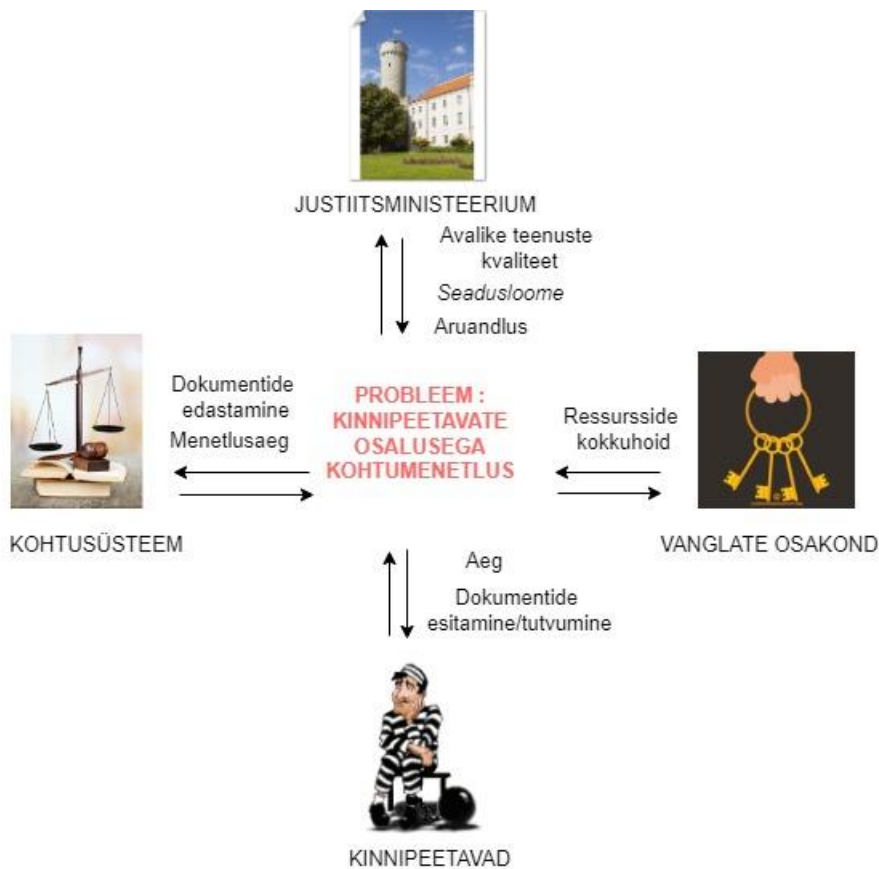 JUSTIITSMINISTEERIUM
Avalike teenuste
kvaliteet
Seadusloome
Aruandlus
Dokumentide
edastamine
Menetlusaeg
PROBLEEM :
KINNIPEETAVATE
OSALUSEGA
KOHTUMENETLUS
Ressursside
kokkuhoid
KOHTUSÜSTEEM
VANGLATE OSAKOND
Aeg
Dokumentide
esitamine/tutvumine
KINNIPEETAVAD